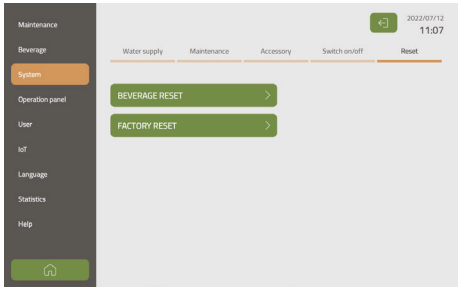 Maintenance
Beverage
System
Operation panel
User
IoT
Language
Statistics
Help
2022/07/12
11:07
Water supply Maintenance Accessory Switch on/off Reset
BEVERAGE RESET
FACTORY RESET